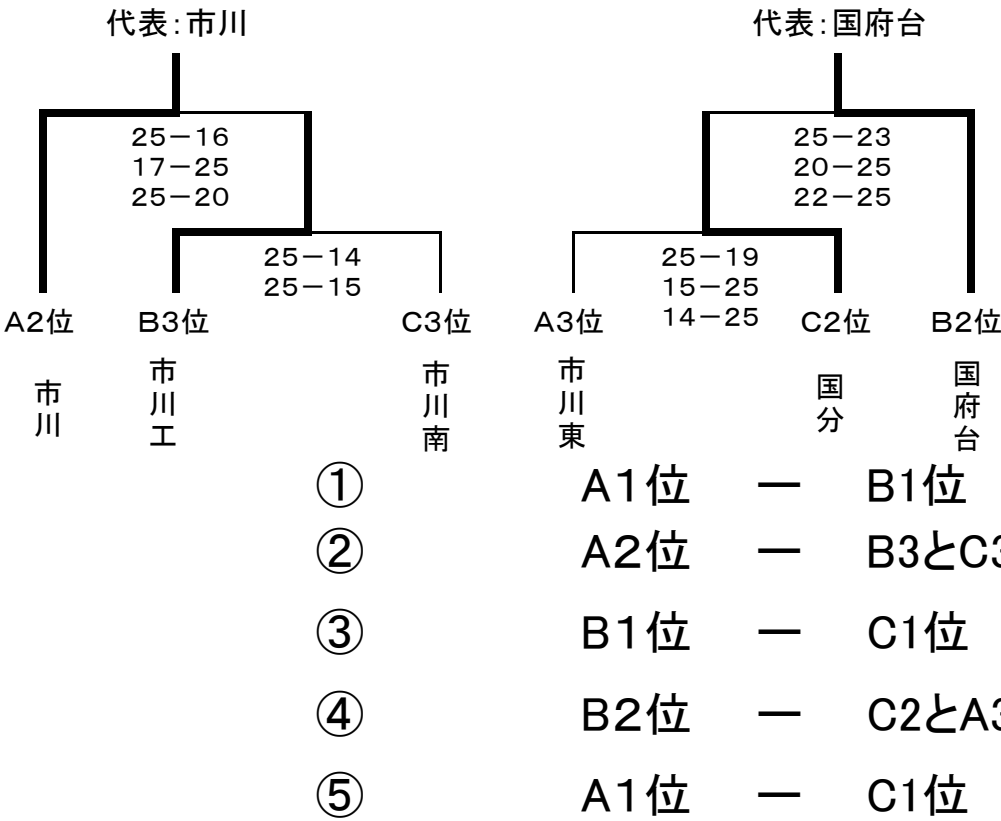 代表:市川
代表:国府台
25－16
17－25
25－20
25－23
20－25
22－25
25－14
25－15
25－19
15－25
14－25
A2位
B3位
C3位
A3位
C2位
B2位
市川
市川工
市川南
市川東
国分
国府台
① A1位 － B1位
② A2位 － B3とC3
③ B1位 － C1位
④ B2位 － C2とA3
⑤ A1位 － C1位